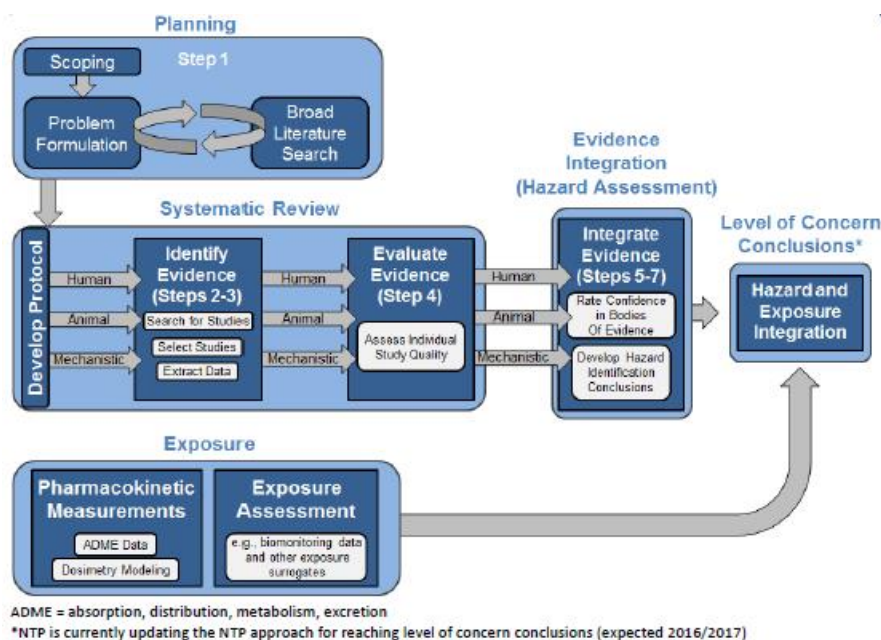 Planning
Scoping
Step 1
Problem
Formulation
Broad
Literature
Search
Systematic Review
Develop Protocol
Human
Animal
Mechanistic
Identify
Evidence
(Steps 2-3)
Search for Studies
Select Studies
Extract Data
Human
Animal
Mechanistic
Evaluate
Evidence
(Step 4)
Assess Individual
Study Quality
Human
Animal
Mechanistic
Evidence
Integration
(Hazard Assessment)
Integrate
Evidence
(Steps 5-7)
Rate Confidence
in Bodies
Of Evidence
Develop Hazard
Identification
Conclusions
Level of Concern
Conclusions*
Hazard and
Exposure
Integration
Exposure
Pharmacokinetic
Measurements
ADME Data
Dosimetry Modeling
Exposure
Assessment
e.g., biomonitoring data
and other exposure
surrogates
ADME = absorption, distribution, metabolism, excretion
*NTP is currently updating the NTP approach for reaching level of concern conclusions (expected 2016/2017)